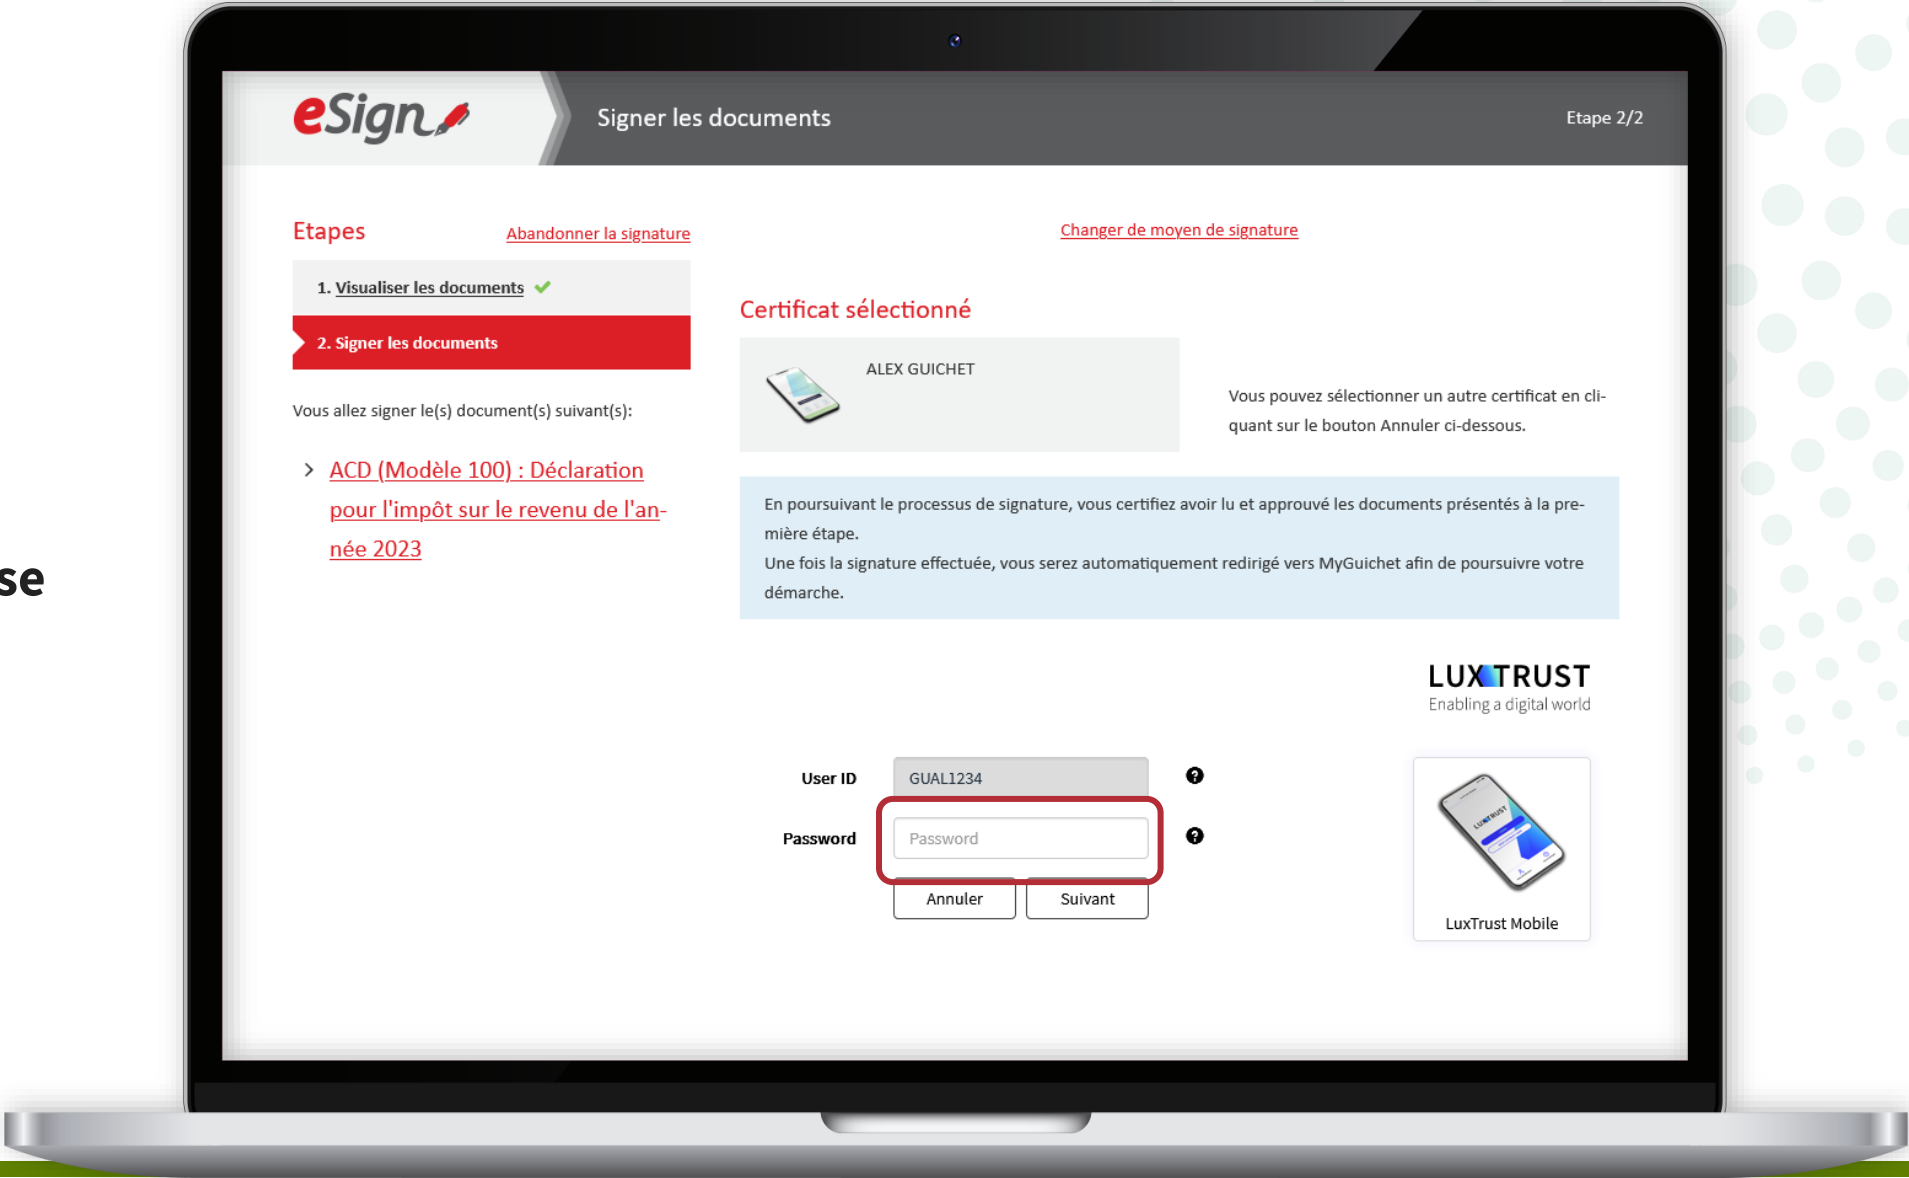 eSign
Signer les documents
Etape 2/2
Etapes
Abandonner la signature
1. Visualiser les documents
2. Signer les documents
Vous allez signer le(s) document(s) suivant(s):
ACD (Modèle 100) : Déclaration
pour l'impôt sur le revenu de l'an-
née 2023
Changer de moyen de signature
Certificat sélectionné
ALEX GUICHET
Vous pouvez sélectionner un autre certificat en cli-
quant sur le bouton Annuler ci-dessous.
En poursuivant le processus de signature, vous certifiez avoir lu et approuvé les documents présentés à la pre-
mière étape.
Une fois la signature effectuée, vous serez automatiquement redirigé vers MyGuichet afin de poursuivre votre
démarche.
LUXTRUST
Enabling a digital world
User ID
GUAL1234
Password
Password
Annuler
Suivant
LUXTRUST
LuxTrust Mobile
se